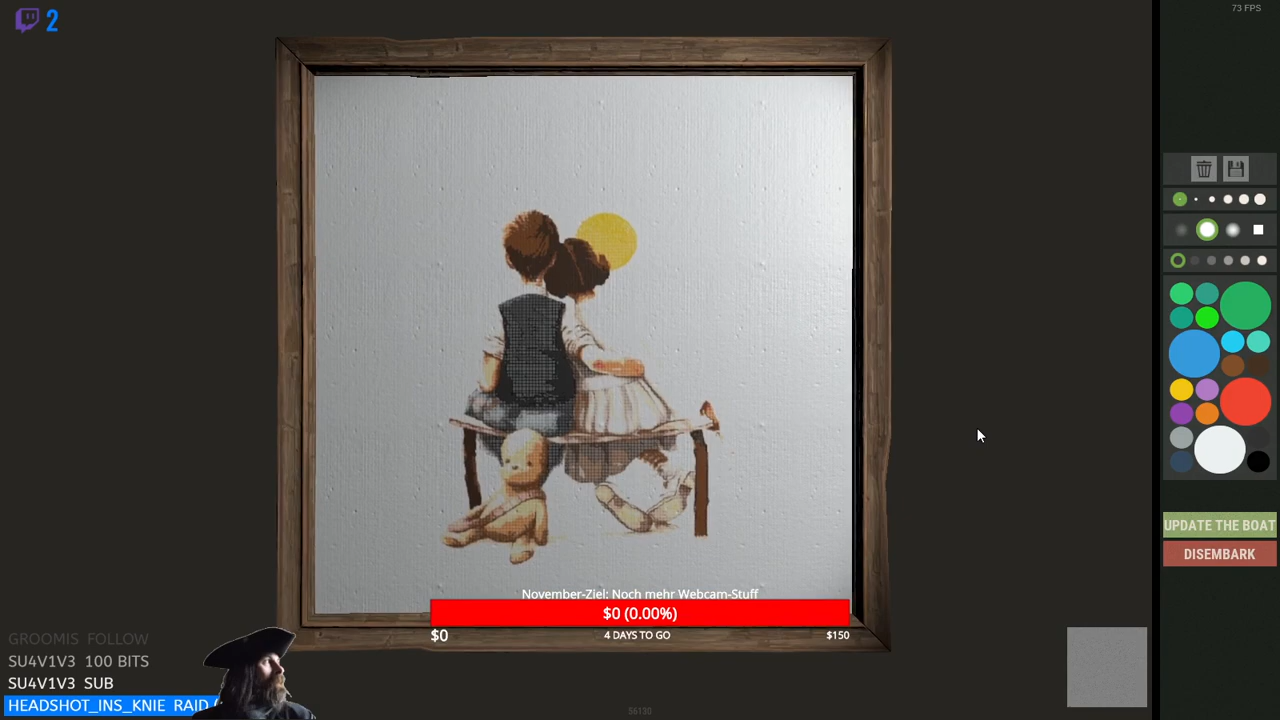 2
73 FPS
UPDATE THE BOAT
DISEMBARK
November-Ziel: Noch mehr Webcam-Stuff
$0 (0.00%)
$0 4 DAYS TO GO $150
GROOMIS FOLLOW
SU4V1V3 100 BITS
SU4V1V3 SUB
HEADSHOT_INS_KNIE RAID
56130